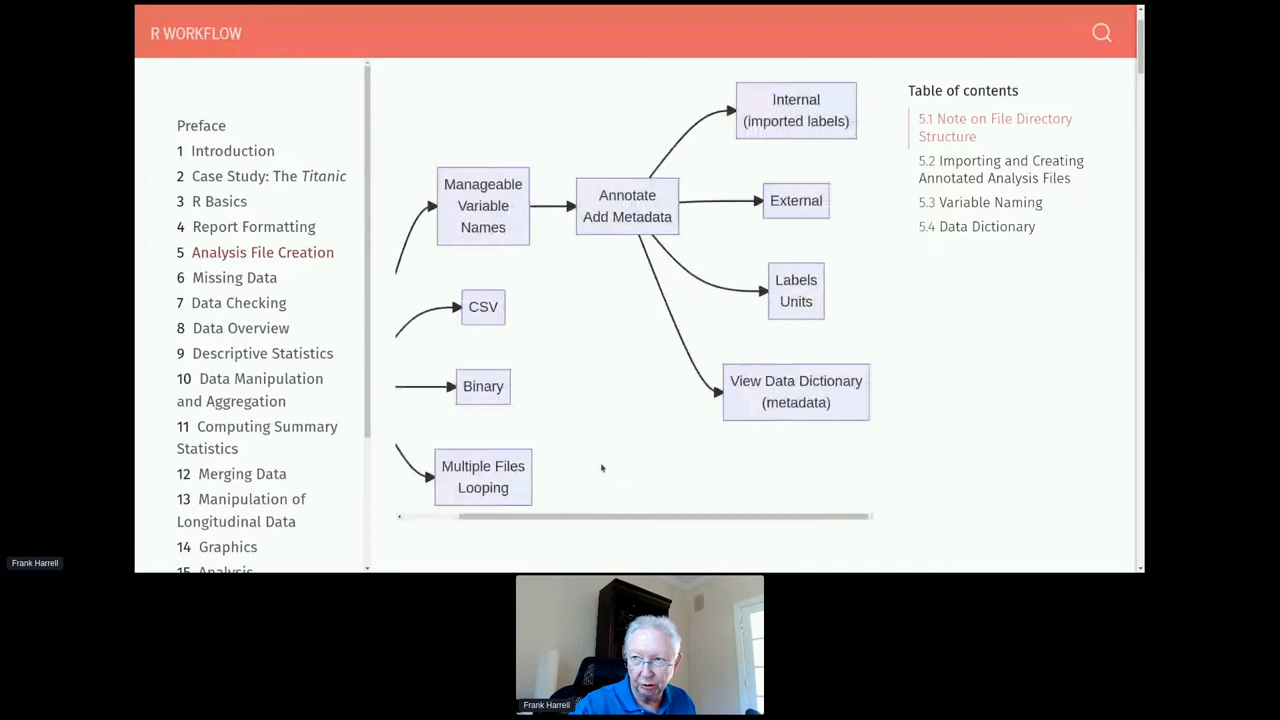 R WORKFLOW
Preface
1 Introduction
2 Case Study: The Titanic
3 R Basics
4 Report Formatting
5 Analysis File Creation
6 Missing Data
7 Data Checking
8 Data Overview
9 Descriptive Statistics
10 Data Manipulation
and Aggregation
11 Computing Summary
Statistics
12 Merging Data
13 Manipulation of
Longitudinal Data
14 Graphics
15 Analysis
Manageable
Variable
Names
CSV
Binary
Multiple Files
Looping
Annotate
Add Metadata
Internal
(imported labels)
External
Labels
Units
View Data Dictionary
(metadata)
Table of contents
5.1 Note on File Directory
Structure
5.2 Importing and Creating
Annotated Analysis Files
5.3 Variable Naming
5.4 Data Dictionary
Frank Harrell
Frank Harrell